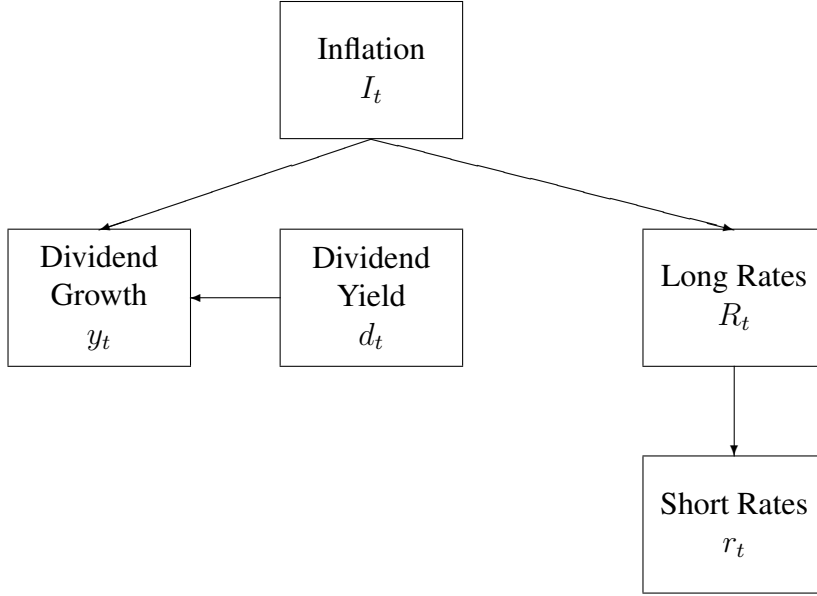 Inflation
I_t
Dividend
Growth
y_t
Dividend
Yield
d_t
Long Rates
R_t
Short Rates
r_t